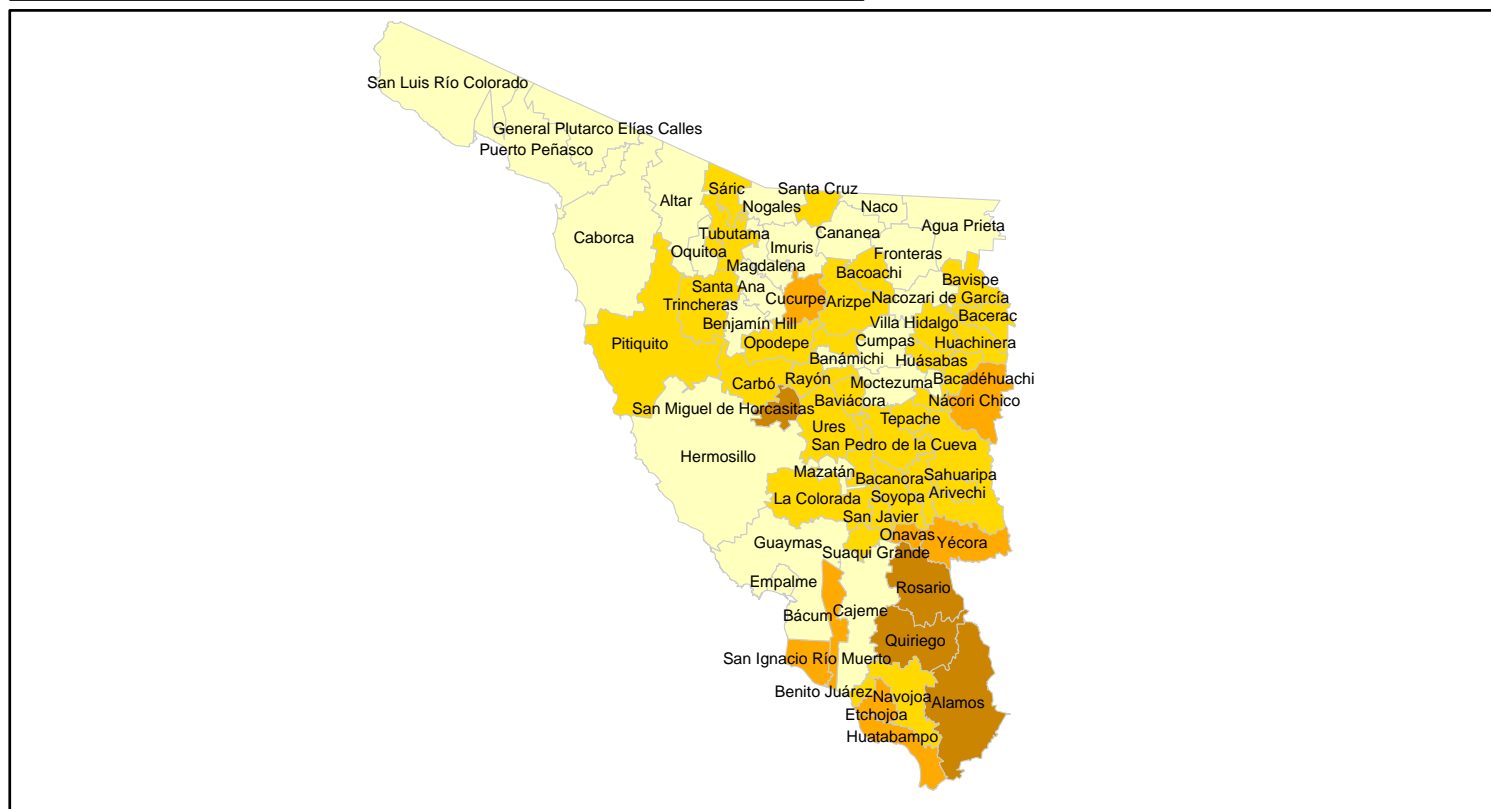 San Luis Río Colorado
General Plutarco Elías Calles
Puerto Peñasco
Sáric
Santa Cruz
Altar
Nogales
Naco
Agua Prieta
Caborca
Tubutama
Cananea
Oquitoa
Imuris
Fronteras
Magdalena
Bacoachi
Bavispe
Santa Ana
Cucurpe
Arizpe
Nacozari de García
Trincheras
Bacerac
Benjamín Hill
Villa Hidalgo
Pitiquito
Opodepe
Cumpas
Huachinera
Banámichi
Huásabas
Carbó
Rayón
Moctezuma
Bacadéhuachi
San Miguel de Horcasitas
Baviácora
Nácori Chico
Ures
Tepache
San Pedro de la Cueva
Hermosillo
Mazatán
Bacanora
Sahuaripa
La Colorada
Soyopa
Arivechi
San Javier
Guaymas
Onavas
Yécora
Suaqui Grande
Empalme
Rosario
Bácum
Cajeme
Quiriego
San Ignacio Río Muerto
Benito Juárez
Navojoa
Alamos
Etchojoa
Huatabampo